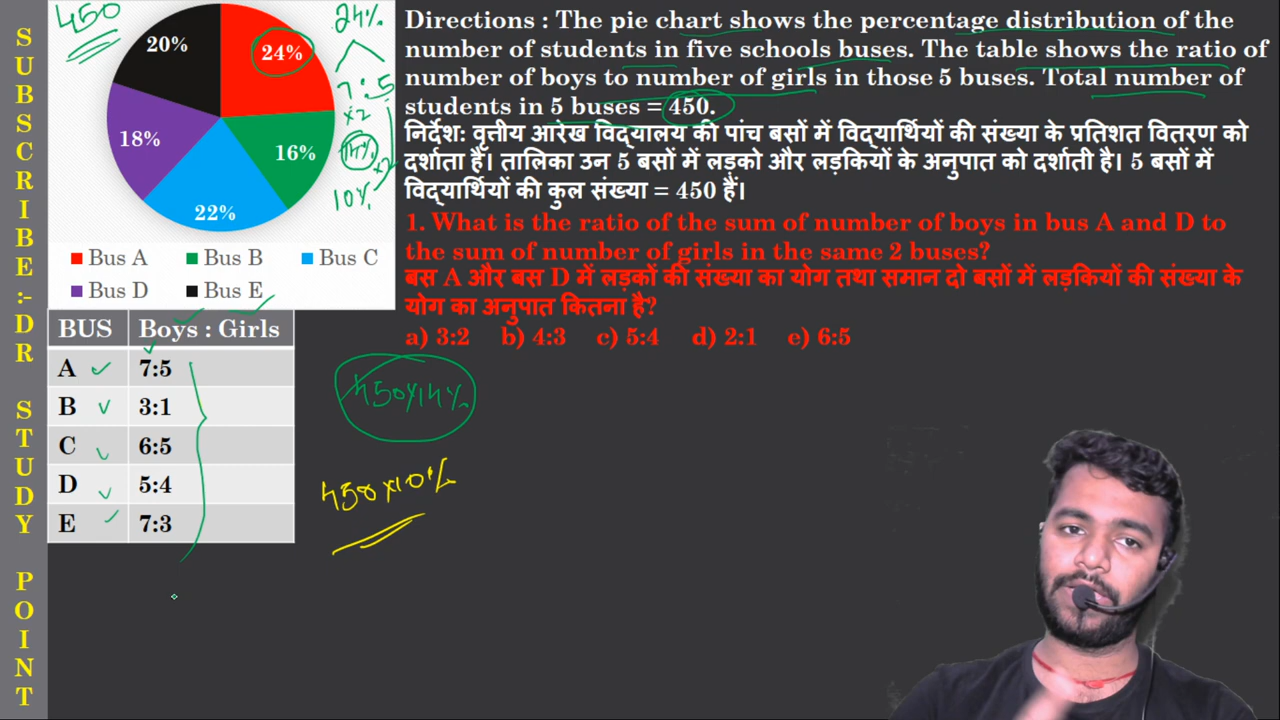 SUBSCRIBE:-DR STUDY POINT
450
24%
20%
24%
7:5
×2
18%
16%
14%
×2
10%
22%
Bus A Bus B Bus C
Bus D Bus E
Directions : The pie chart shows the percentage distribution of the
number of students in five schools buses. The table shows the ratio of
number of boys to number of girls in those 5 buses. Total number of
students in 5 buses = 450.
निर्देश: वृत्तीय आरेख विद्यालय की पांच बसों में विद्यार्थियों की संख्या के प्रतिशत वितरण को
दर्शाता हैं। तालिका उन 5 बसों में लड़को और लड़कियों के अनुपात को दर्शाती है। 5 बसों में
विद्यार्थियों की कुल संख्या = 450 हैं।
1. What is the ratio of the sum of number of boys in bus A and D to
the sum of number of girls in the same 2 buses?
बस A और बस D में लड़कों की संख्या का योग तथा समान दो बसों में लड़कियों की संख्या के
योग का अनुपात कितना है?
a) 3:2 b) 4:3 c) 5:4 d) 2:1 e) 6:5
BUS Boys : Girls
A 7:5
B 3:1
C 6:5
D 5:4
E 7:3
450×14%
450×10%